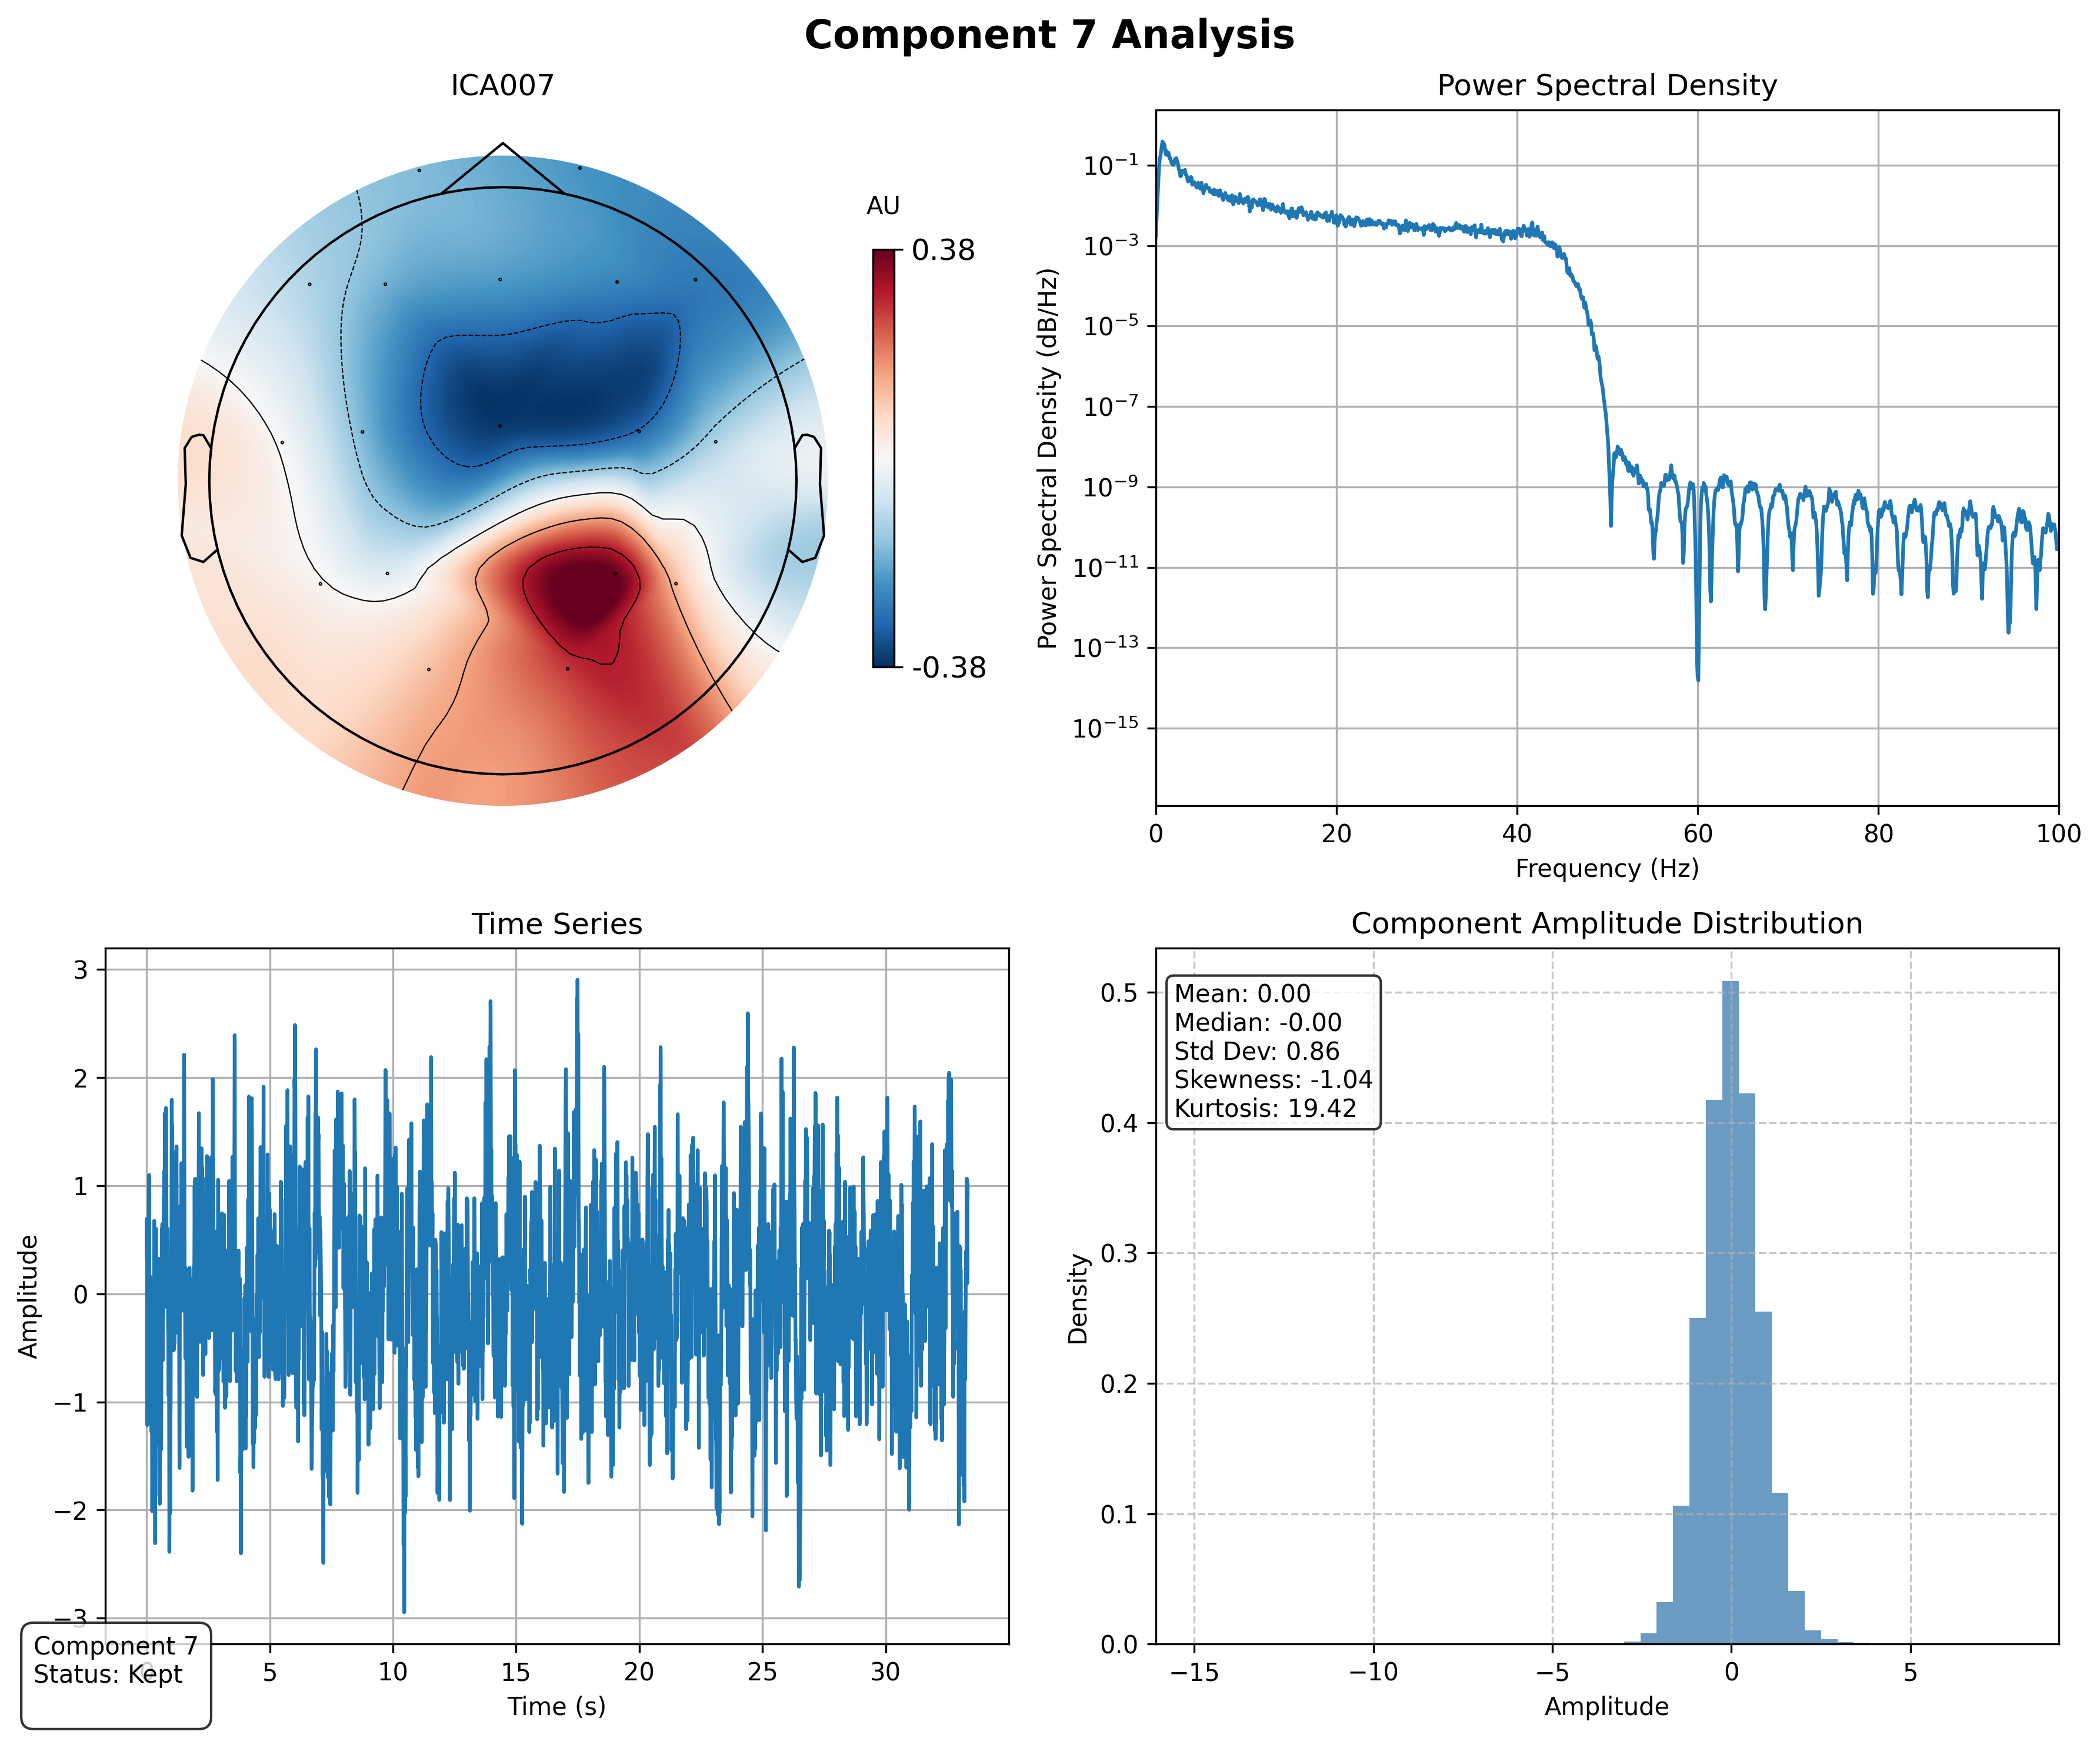 Component 7 Analysis
ICA007
AU
0.38
-0.38
Power Spectral Density
Power Spectral Density (dB/Hz)
10⁻¹
10⁻³
10⁻⁵
10⁻⁷
10⁻⁹
10⁻¹¹
10⁻¹³
10⁻¹⁵
0 20 40 60 80 100
Frequency (Hz)
Time Series
Amplitude
3
2
1
0
−1
−2
−3
0 5 10 15 20 25 30
Time (s)
Component 7
Status: Kept
Component Amplitude Distribution
Mean: 0.00
Median: -0.00
Std Dev: 0.86
Skewness: -1.04
Kurtosis: 19.42
Density
0.5
0.4
0.3
0.2
0.1
0.0
−15 −10 −5 0 5
Amplitude